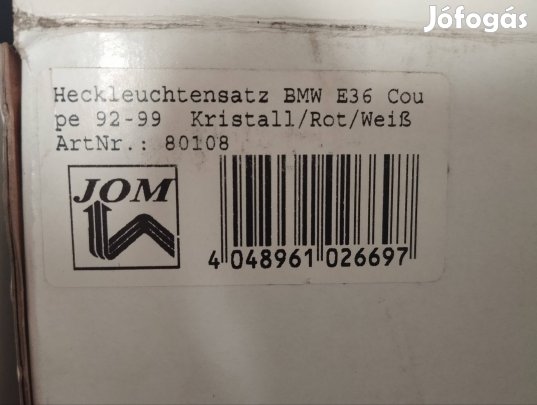 Jófogás
Heckleuchtensatz BMW E36 Cou
pe 92-99 Kristall/Rot/Weiß
ArtNr.: 80108
JOM
4 048961 026697